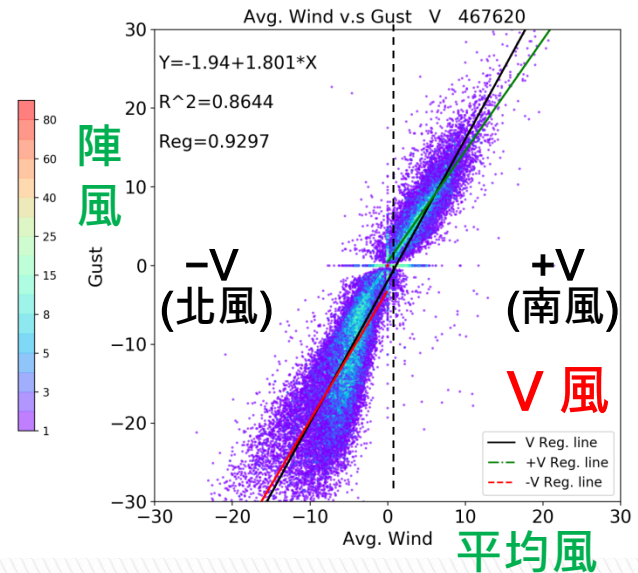 Avg. Wind v.s Gust V 467620
Y=-1.94+1.801*X
R^2=0.8644
Reg=0.9297
80
60
40
25
15
8
5
3
1
陣風
Gust
30
20
10
0
−10
−20
−30
−V
(北風)
+V
(南風)
V 風
V Reg. line
+V Reg. line
-V Reg. line
−30
−20
−10
0
10
20
30
Avg. Wind
平均風